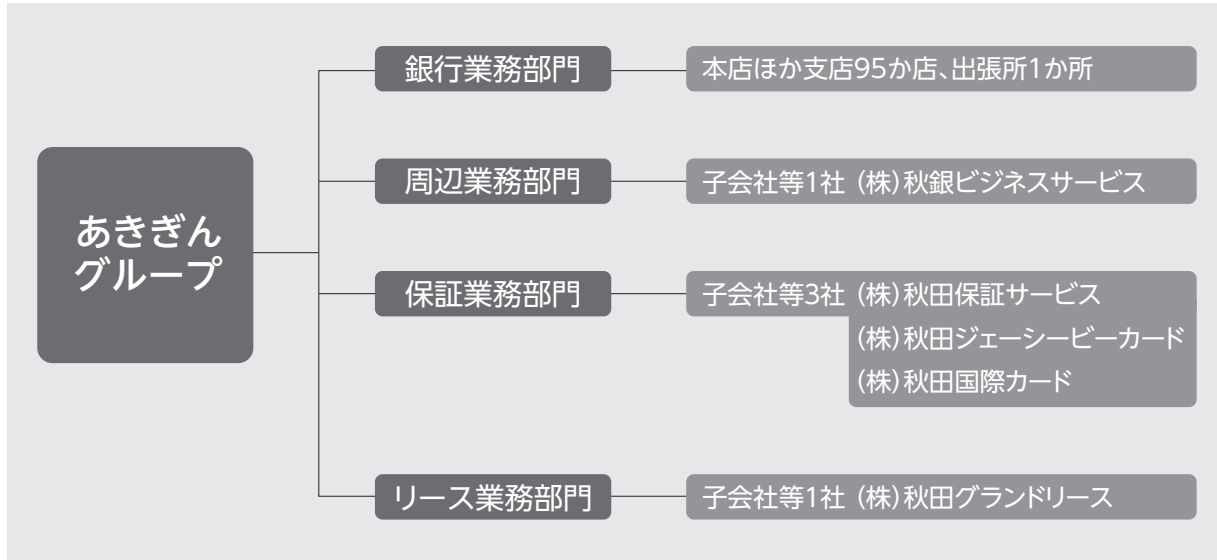 あきぎん
グループ
銀行業務部門
本店ほか支店95か店、出張所1か所
周辺業務部門
子会社等1社 (株)秋銀ビジネスサービス
保証業務部門
子会社等3社 (株)秋田保証サービス
(株)秋田ジェーシービーカード
(株)秋田国際カード
リース業務部門
子会社等1社 (株)秋田グランドリース